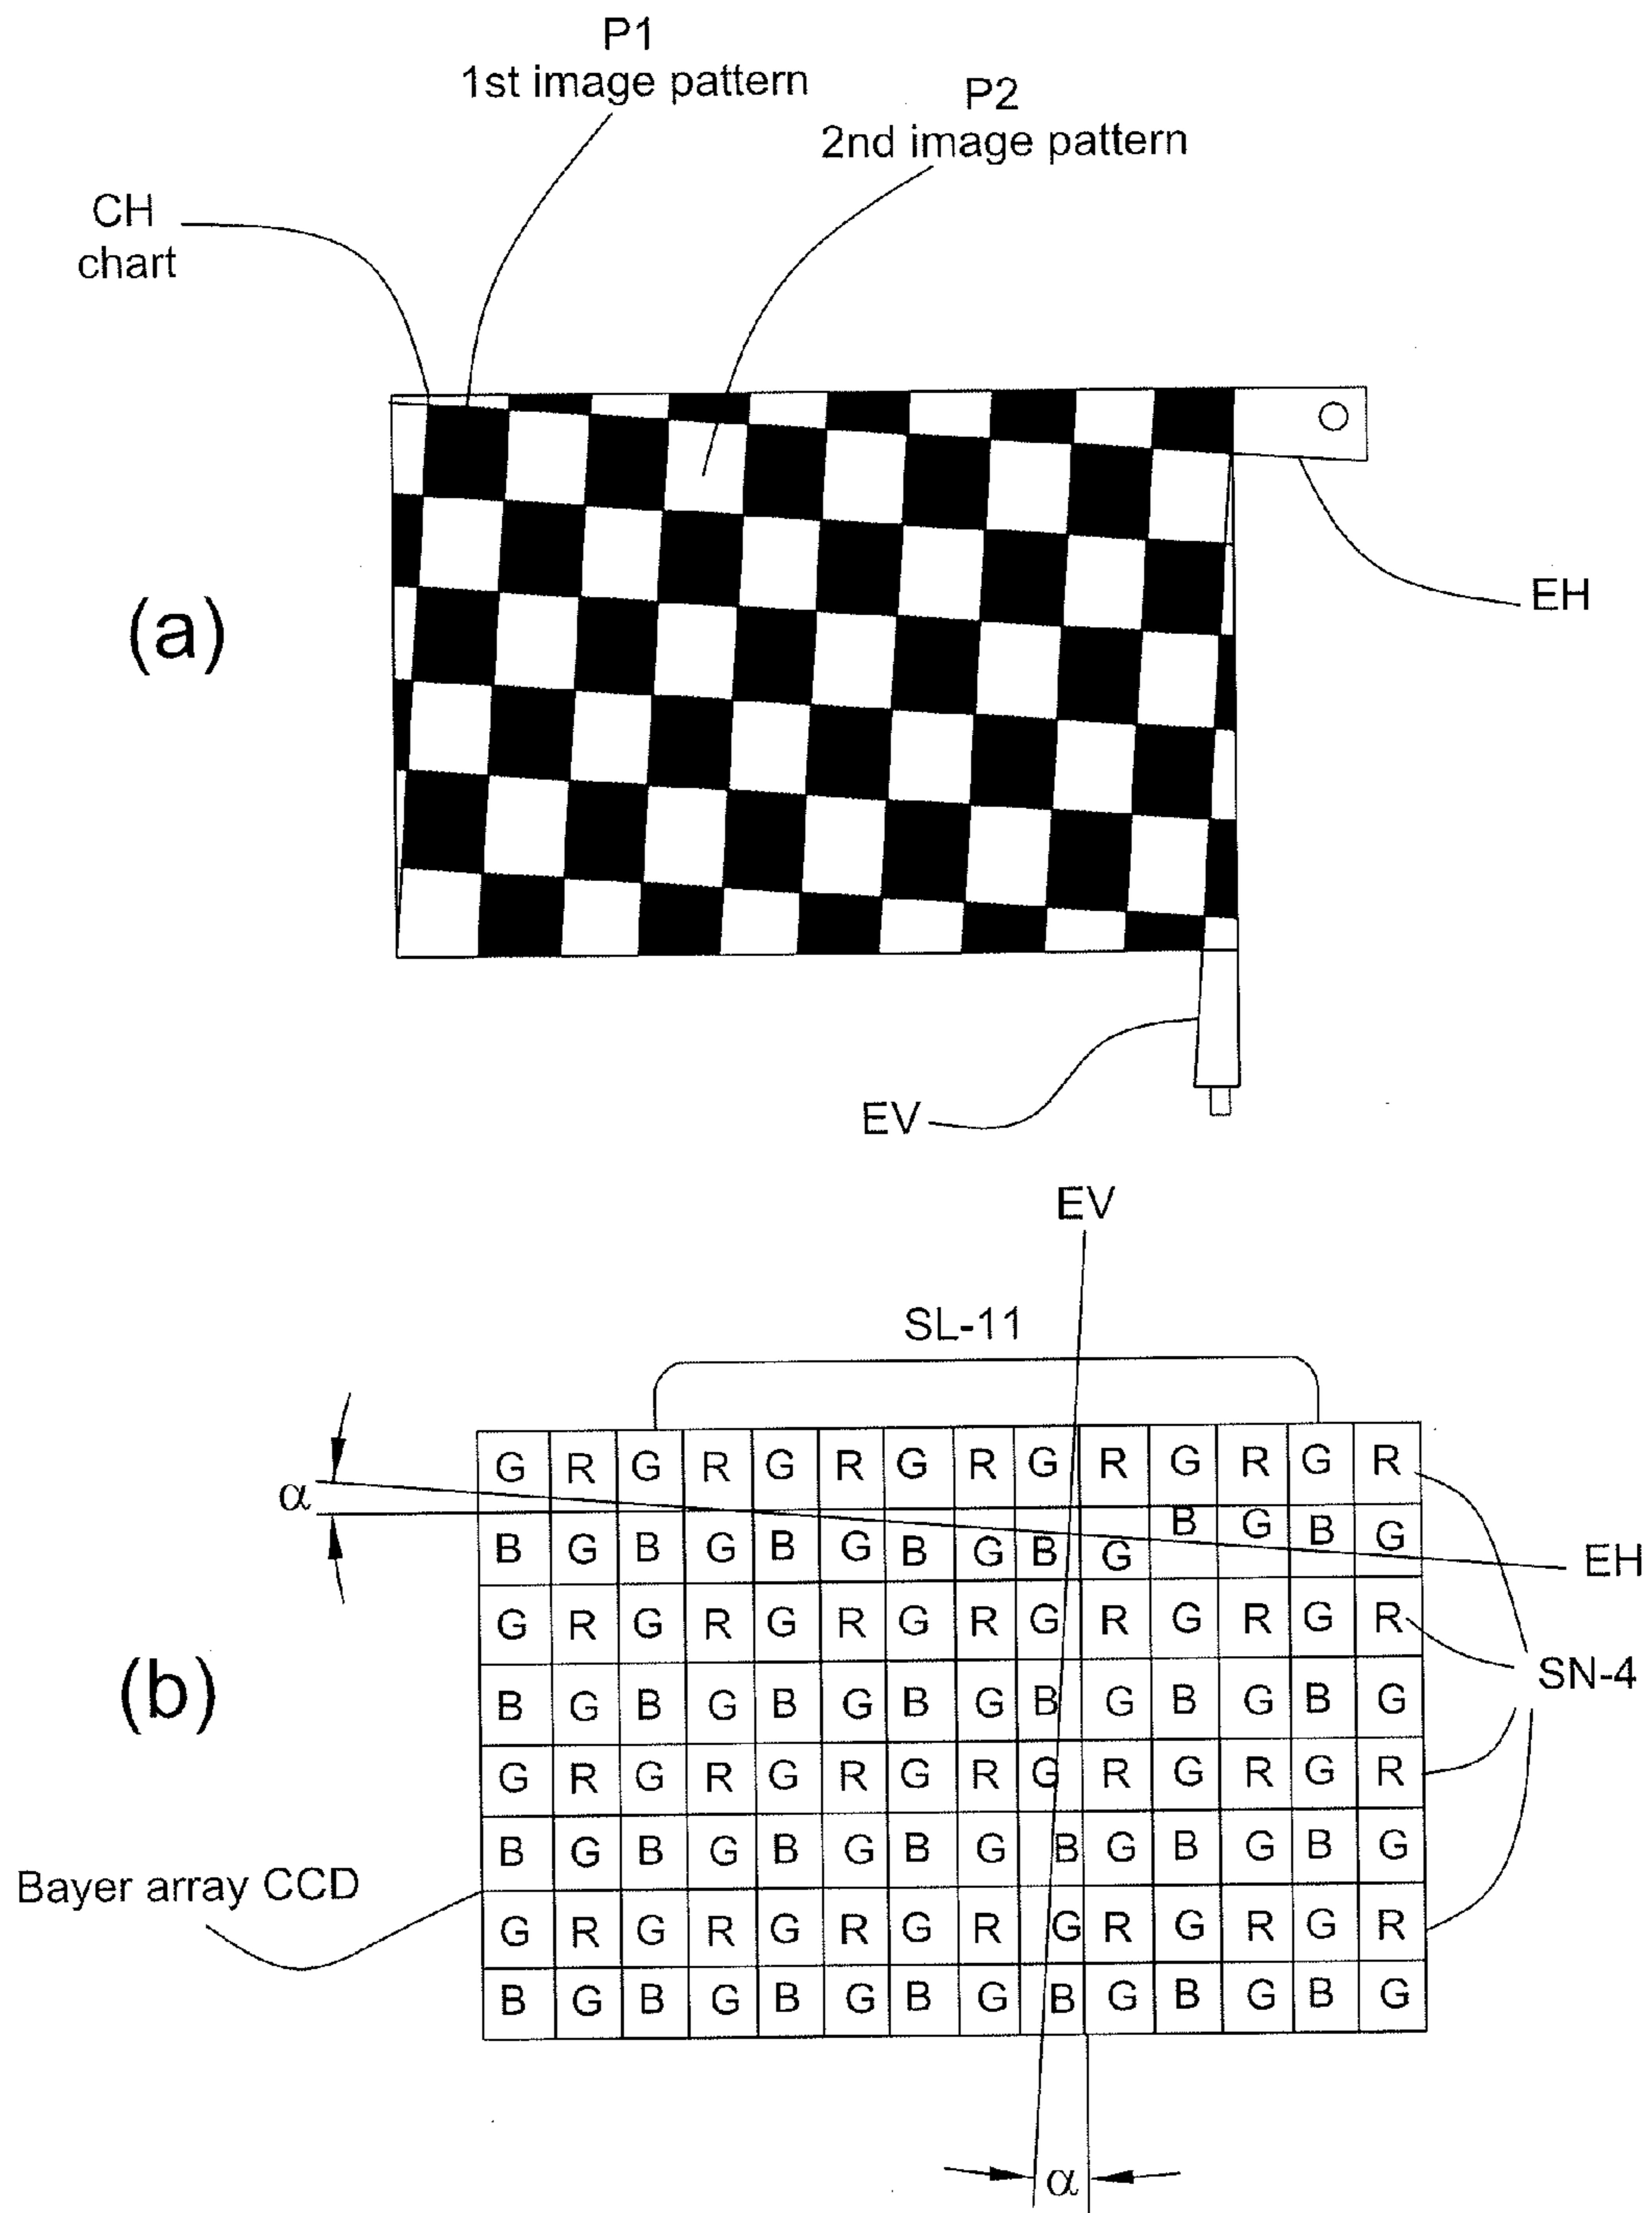 P1
1st image pattern
P2
2nd image pattern
CH
chart
(a)
EH
EV
EV
SL-11
α
G R G R G R G R G R G R G R
B G B G B G B G B G B G B G
EH
G R G R G R G R G R G R G R
SN-4
(b)
B G B G B G B G B G B G B G
G R G R G R G R G R G R G R
B G B G B G B G B G B G B G
Bayer array CCD
G R G R G R G R G R G R G R
B G B G B G B G B G B G B G
α